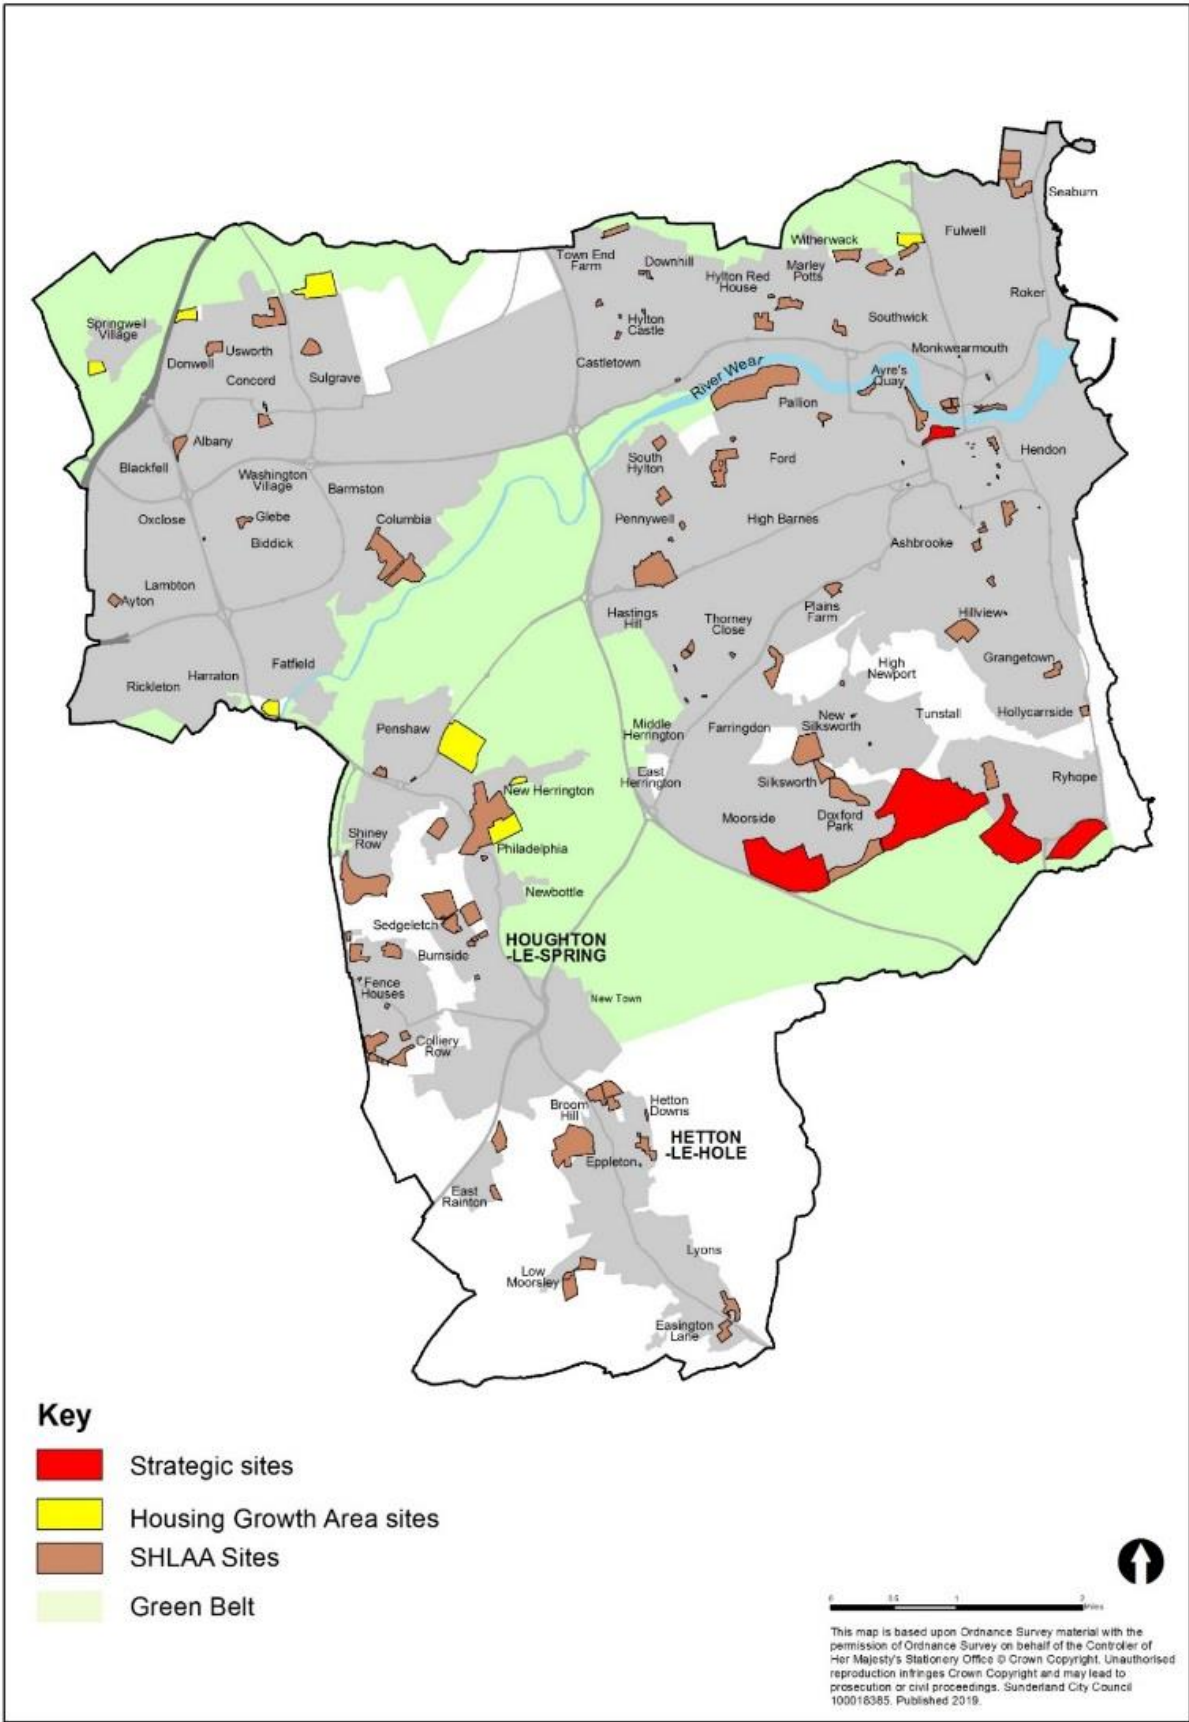 Seaburn
Fulwell
Witherwack
Town End
Farm
Downhill
Hylton Red
House
Marley
Potts
Roker
Springwell
Village
Hylton
Castle
Southwick
Donwell
Usworth
Concord
Sulgrave
Castletown
River Wear
Monkwearmouth
Ayre's
Quay
Pallion
Albany
Blackfell
Washington
Village
Barmston
South
Hylton
Ford
Hendon
Oxclose
Glebe
Biddick
Columbia
Pennywell
High Barnes
Ashbrooke
Lambton
Ayton
Hastings
Hill
Thorney
Close
Plains
Farm
Hillview
Fatfield
Harraton
Rickleton
High
Newport
Grangetown
Penshaw
Middle
Herrington
Farringdon
New
Silksworth
Tunstall
Hollycarrside
East
Herrington
Silksworth
Ryhope
New Herrington
Shiney
Row
Philadelphia
Moorside
Doxford
Park
Newbottle
Sedgeletch
Burnside
HOUGHTON
-LE-SPRING
Fence
Houses
New Town
Colliery
Row
Broom
Hill
Hetton
Downs
HETTON
-LE-HOLE
Eppleton
East
Rainton
Lyons
Low
Moorsley
Easington
Lane
Key
Strategic sites
Housing Growth Area sites
SHLAA Sites
Green Belt
0 0.5 1 2
Miles
This map is based upon Ordnance Survey material with the
permission of Ordnance Survey on behalf of the Controller of
Her Majesty's Stationery Office © Crown Copyright. Unauthorised
reproduction infringes Crown Copyright and may lead to
prosecution or civil proceedings. Sunderland City Council
100018385. Published 2019.